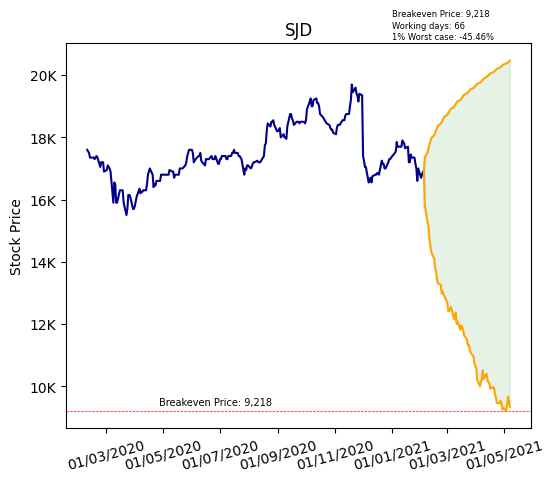 Breakeven Price: 9,218
Working days: 66
1% Worst case: -45.46%
SJD
Stock Price
20K
18K
16K
14K
12K
10K
Breakeven Price: 9,218
01/03/2020
01/05/2020
01/07/2020
01/09/2020
01/11/2020
01/01/2021
01/03/2021
01/05/2021